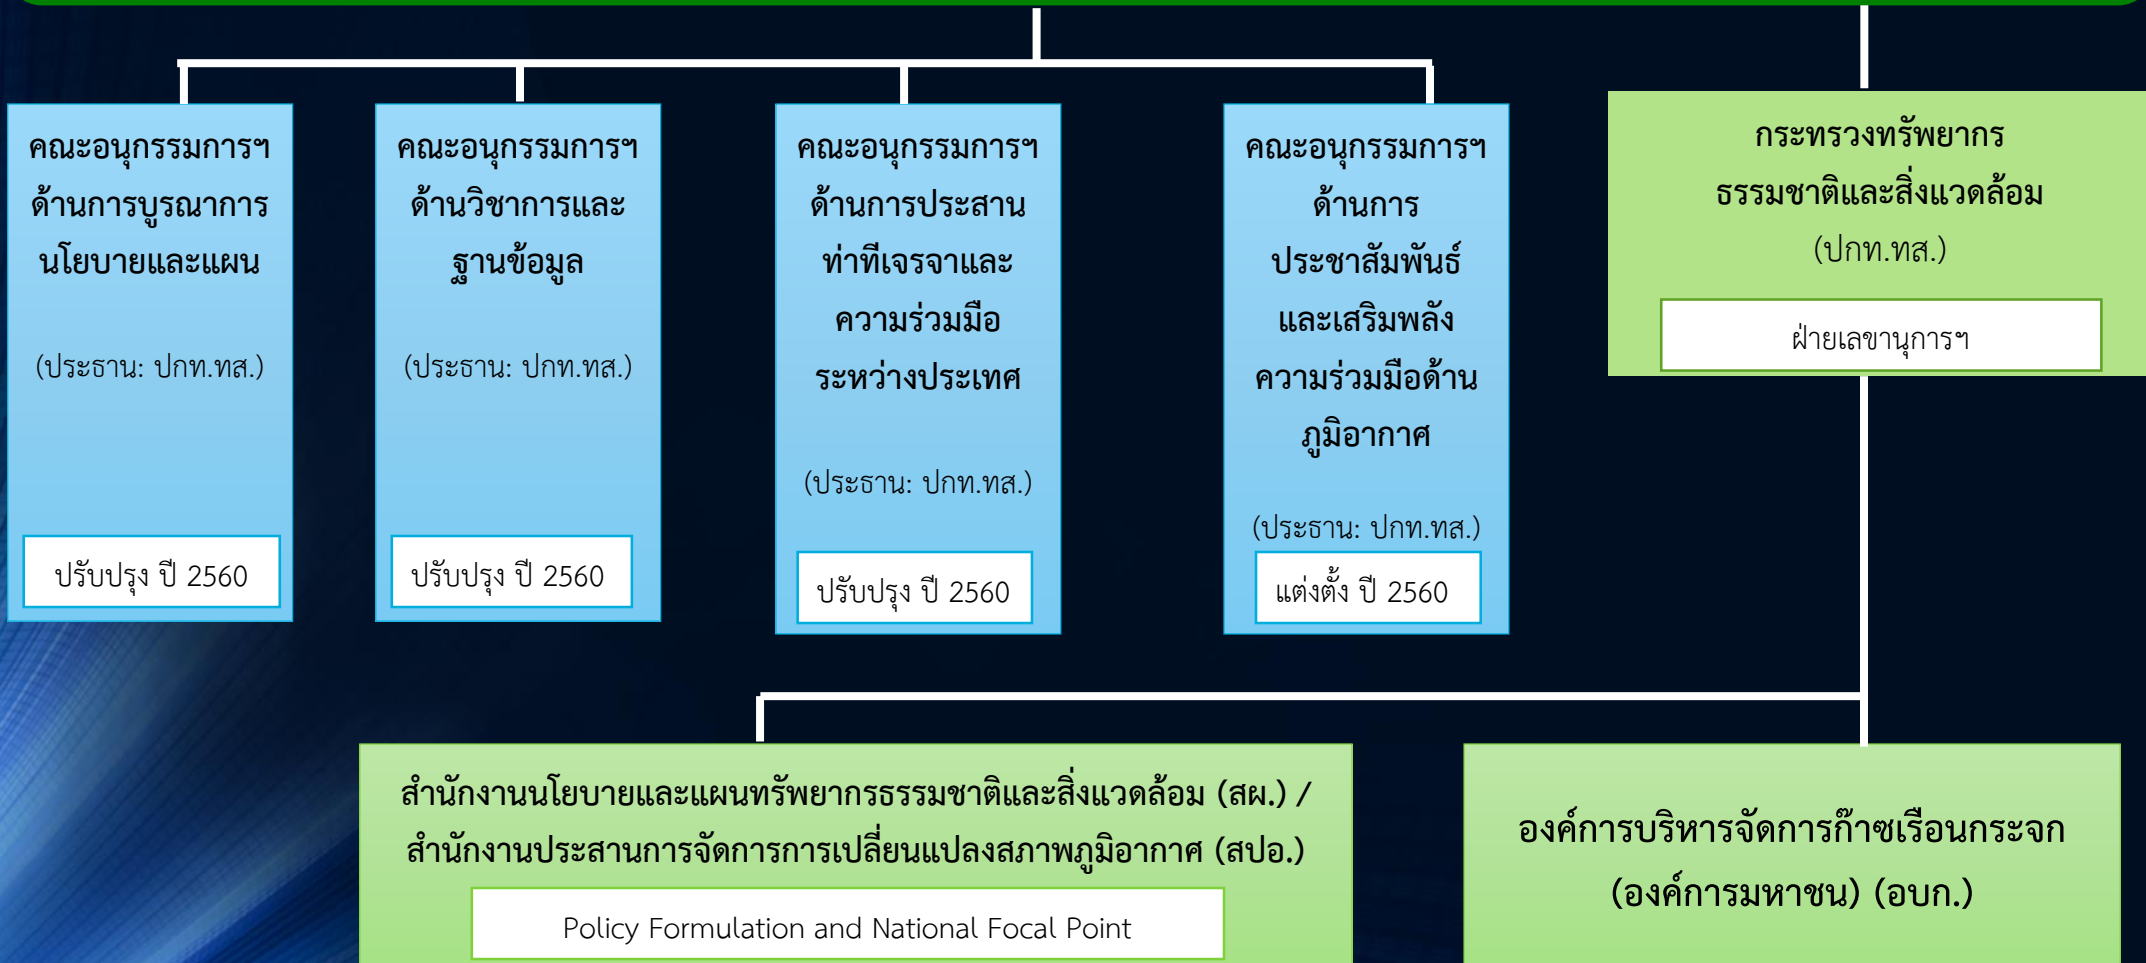 คณะอนุกรรมการฯ
ด้านการบูรณาการ
นโยบายและแผน
(ประธาน: ปกท.ทส.)
ปรับปรุง ปี 2560
คณะอนุกรรมการฯ
ด้านวิชาการและ
ฐานข้อมูล
(ประธาน: ปกท.ทส.)
ปรับปรุง ปี 2560
คณะอนุกรรมการฯ
ด้านการประสาน
ท่าทีเจรจาและ
ความร่วมมือ
ระหว่างประเทศ
(ประธาน: ปกท.ทส.)
ปรับปรุง ปี 2560
คณะอนุกรรมการฯ
ด้านการ
ประชาสัมพันธ์
และเสริมพลัง
ความร่วมมือด้าน
ภูมิอากาศ
(ประธาน: ปกท.ทส.)
แต่งตั้ง ปี 2560
กระทรวงทรัพยากร
ธรรมชาติและสิ่งแวดล้อม
(ปกท.ทส.)
ฝ่ายเลขานุการฯ
สำนักงานนโยบายและแผนทรัพยากรธรรมชาติและสิ่งแวดล้อม (สผ.) /
สำนักงานประสานการจัดการการเปลี่ยนแปลงสภาพภูมิอากาศ (สปอ.)
Policy Formulation and National Focal Point
องค์การบริหารจัดการก๊าซเรือนกระจก
(องค์การมหาชน) (อบก.)